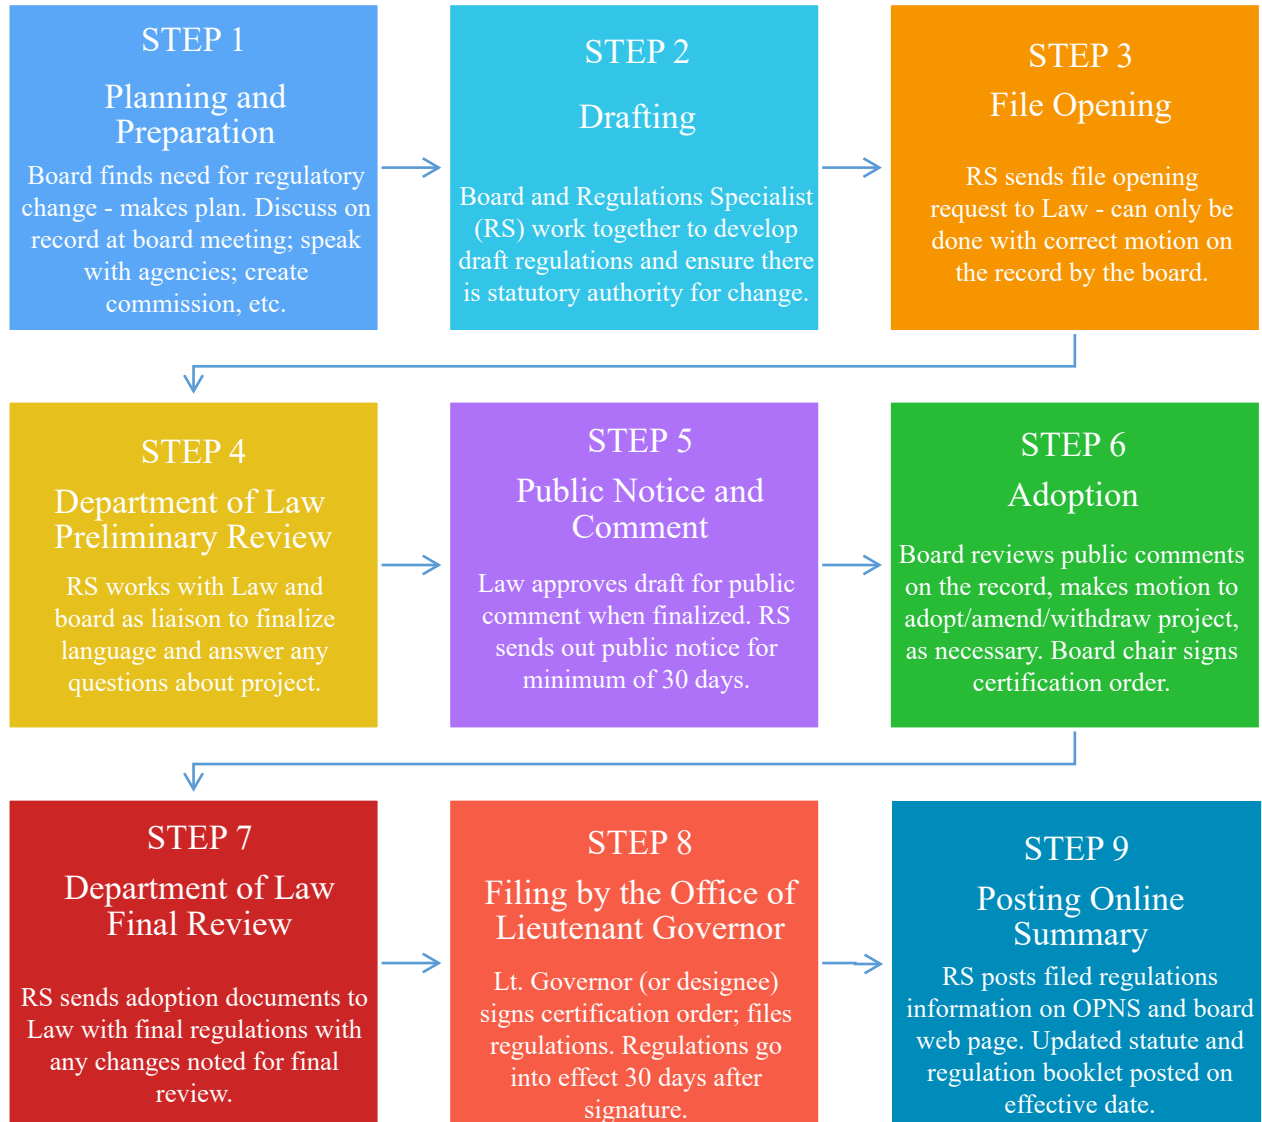 STEP 1
Planning and
Preparation
Board finds need for regulatory
change - makes plan. Discuss on
record at board meeting; speak
with agencies; create
commission, etc.
STEP 2
Drafting
Board and Regulations Specialist
(RS) work together to develop
draft regulations and ensure there
is statutory authority for change.
STEP 3
File Opening
RS sends file opening
request to Law - can only be
done with correct motion on
the record by the board.
STEP 4
Department of Law
Preliminary Review
RS works with Law and
board as liaison to finalize
language and answer any
questions about project.
STEP 5
Public Notice and
Comment
Law approves draft for public
comment when finalized. RS
sends out public notice for
minimum of 30 days.
STEP 6
Adoption
Board reviews public comments
on the record, makes motion to
adopt/amend/withdraw project,
as necessary. Board chair signs
certification order.
STEP 7
Department of Law
Final Review
RS sends adoption documents to
Law with final regulations with
any changes noted for final
review.
STEP 8
Filing by the Office of
Lieutenant Governor
Lt. Governor (or designee)
signs certification order; files
regulations. Regulations go
into effect 30 days after
signature.
STEP 9
Posting Online
Summary
RS posts filed regulations
information on OPNS and board
web page. Updated statute and
regulation booklet posted on
effective date.